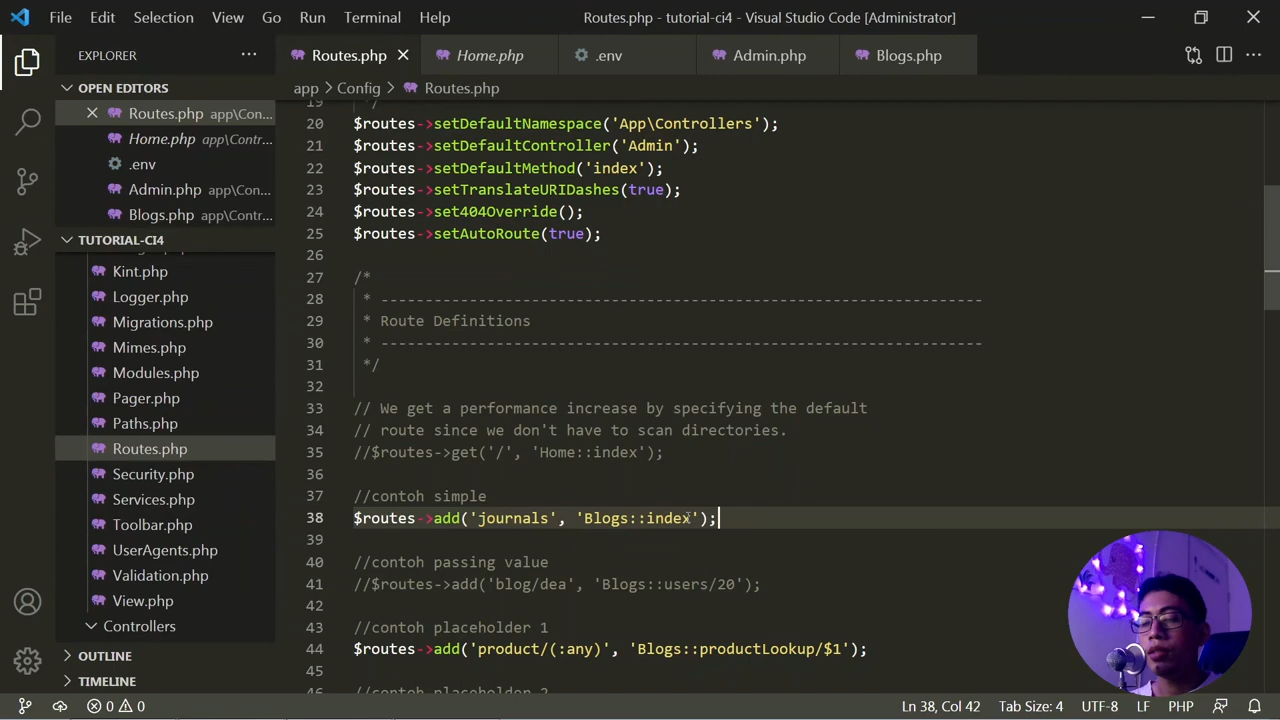 File Edit Selection View Go Run Terminal Help
Routes.php - tutorial-ci4 - Visual Studio Code [Administrator]
EXPLORER
Routes.php
Home.php
.env
Admin.php
Blogs.php
app > Config > Routes.php
OPEN EDITORS
Routes.php app\Con...
Home.php app\Contr...
.env
Admin.php app\Co...
Blogs.php app\Contr...
TUTORIAL-CI4
Kint.php
Logger.php
Migrations.php
Mimes.php
Modules.php
Pager.php
Paths.php
Routes.php
Security.php
Services.php
Toolbar.php
UserAgents.php
Validation.php
View.php
Controllers
OUTLINE
TIMELINE
19 */
20 $routes->setDefaultNamespace('App\Controllers');
21 $routes->setDefaultController('Admin');
22 $routes->setDefaultMethod('index');
23 $routes->setTranslateURIDashes(true);
24 $routes->set404Override();
25 $routes->setAutoRoute(true);
26
27 /*
28 * --------------------------------------------------------------------
29 * Route Definitions
30 * --------------------------------------------------------------------
31 */
32
33 // We get a performance increase by specifying the default
34 // route since we don't have to scan directories.
35 //$routes->get('/', 'Home::index');
36
37 //contoh simple
38 $routes->add('journals', 'Blogs::index');
39
40 //contoh passing value
41 //$routes->add('blog/dea', 'Blogs::users/20');
42
43 //contoh placeholder 1
44 $routes->add('product/(:any)', 'Blogs::productLookup/$1');
45
46 //contoh placeholder 2
0 0 Ln 38, Col 42 Tab Size: 4 UTF-8 LF PHP